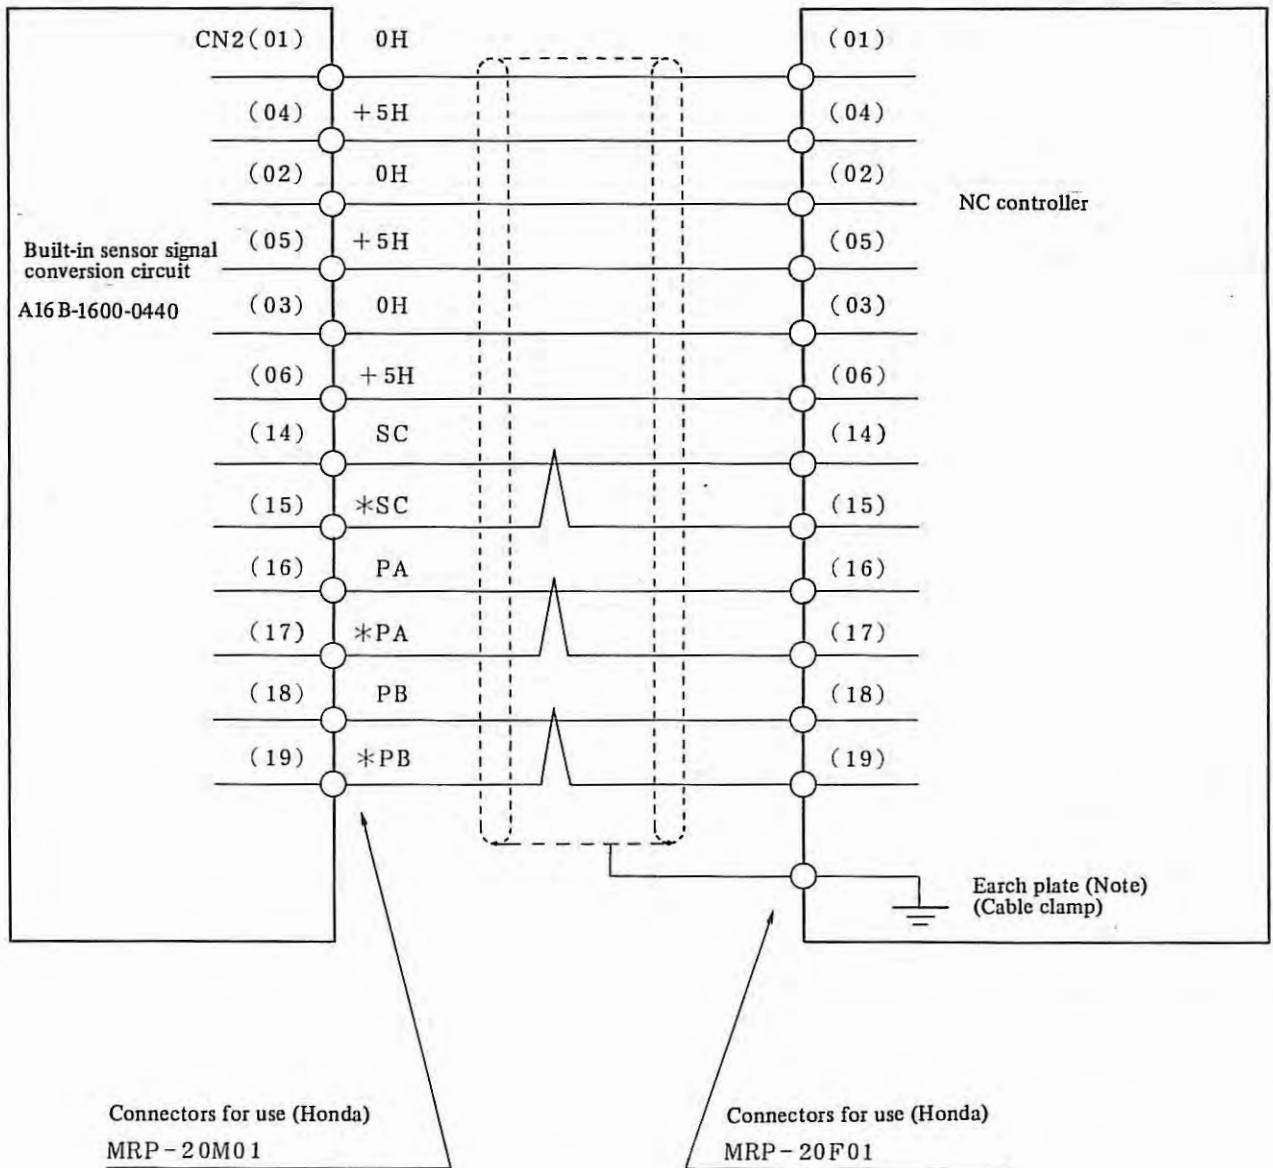 CN2(01) 0H (01)
(04) +5H (04)
(02) 0H (02)
NC controller
(05) +5H (05)
Built-in sensor signal
conversion circuit
A16B-1600-0440
(03) 0H (03)
(06) +5H (06)
(14) SC (14)
(15) *SC (15)
(16) PA (16)
(17) *PA (17)
(18) PB (18)
(19) *PB (19)
Earch plate (Note)
(Cable clamp)
Connectors for use (Honda)
MRP-20M01
Connectors for use (Honda)
MRP-20F01